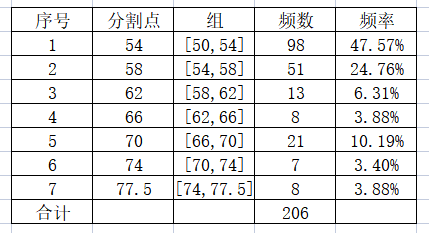 序号 分割点 组 频数 频率
1 54 [50,54] 98 47.57%
2 58 [54,58] 51 24.76%
3 62 [58,62] 13 6.31%
4 66 [62,66] 8 3.88%
5 70 [66,70] 21 10.19%
6 74 [70,74] 7 3.40%
7 77.5 [74,77.5] 8 3.88%
合计 206